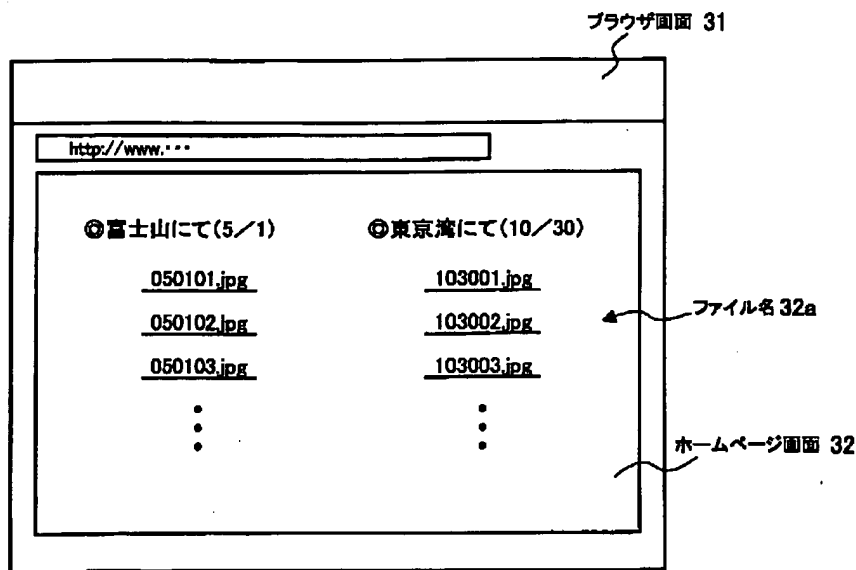 ブラウザ画面 31
http://www.･･･
◎富士山にて(5／1)
050101.jpg
050102.jpg
050103.jpg
◎東京湾にて(10／30)
103001.jpg
103002.jpg
103003.jpg
ファイル名 32a
ホームページ画面 32